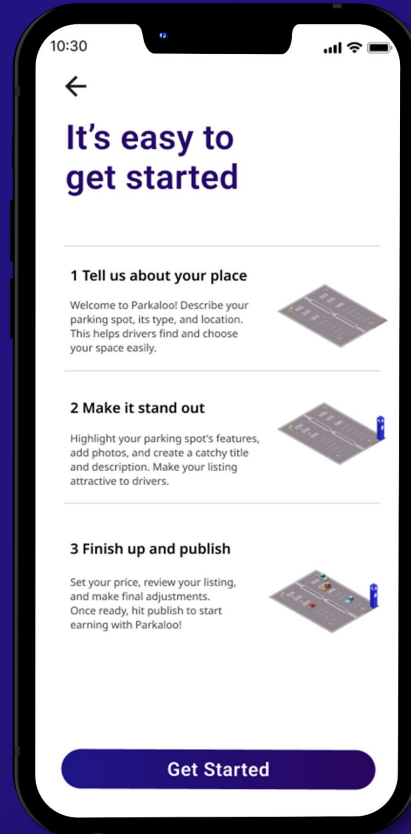 10:30
It's easy to
get started
1 Tell us about your place
Welcome to Parkaloo! Describe your
parking spot, its type, and location.
This helps drivers find and choose
your space easily.
2 Make it stand out
Highlight your parking spot's features,
add photos, and create a catchy title
and description. Make your listing
attractive to drivers.
3 Finish up and publish
Set your price, review your listing,
and make final adjustments.
Once ready, hit publish to start
earning with Parkaloo!
Get Started